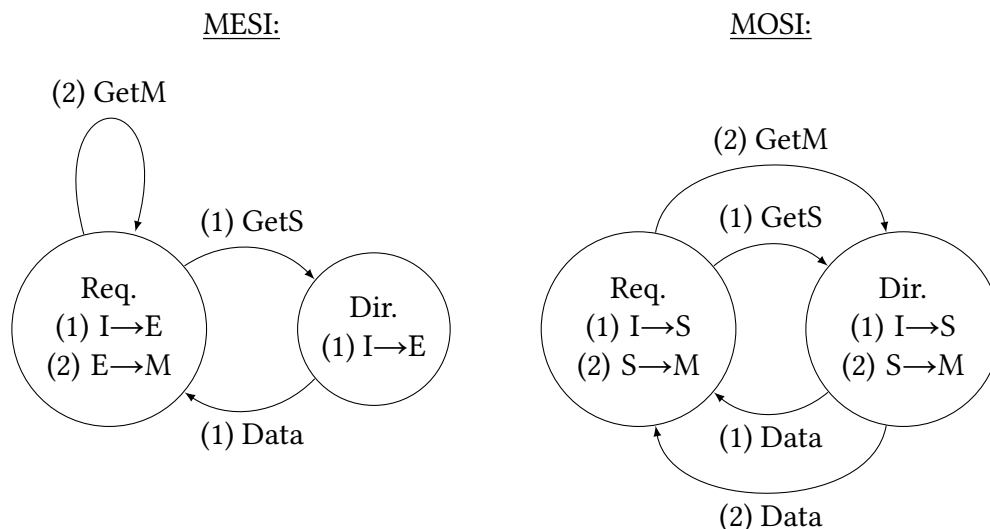 MESI:
(2) GetM
(1) GetS
Req.
(1) I→E
(2) E→M
Dir.
(1) I→E
(1) Data
MOSI:
(2) GetM
(1) GetS
Req.
(1) I→S
(2) S→M
Dir.
(1) I→S
(2) S→M
(1) Data
(2) Data